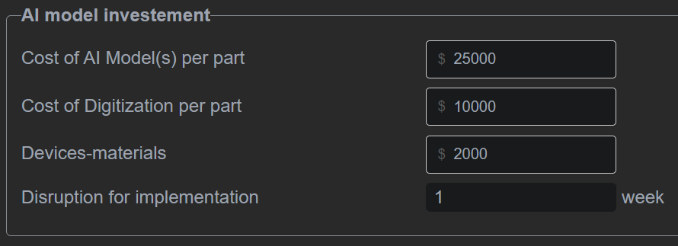 AI model investement
Cost of AI Model(s) per part $ 25000
Cost of Digitization per part $ 10000
Devices-materials $ 2000
Disruption for implementation 1 week